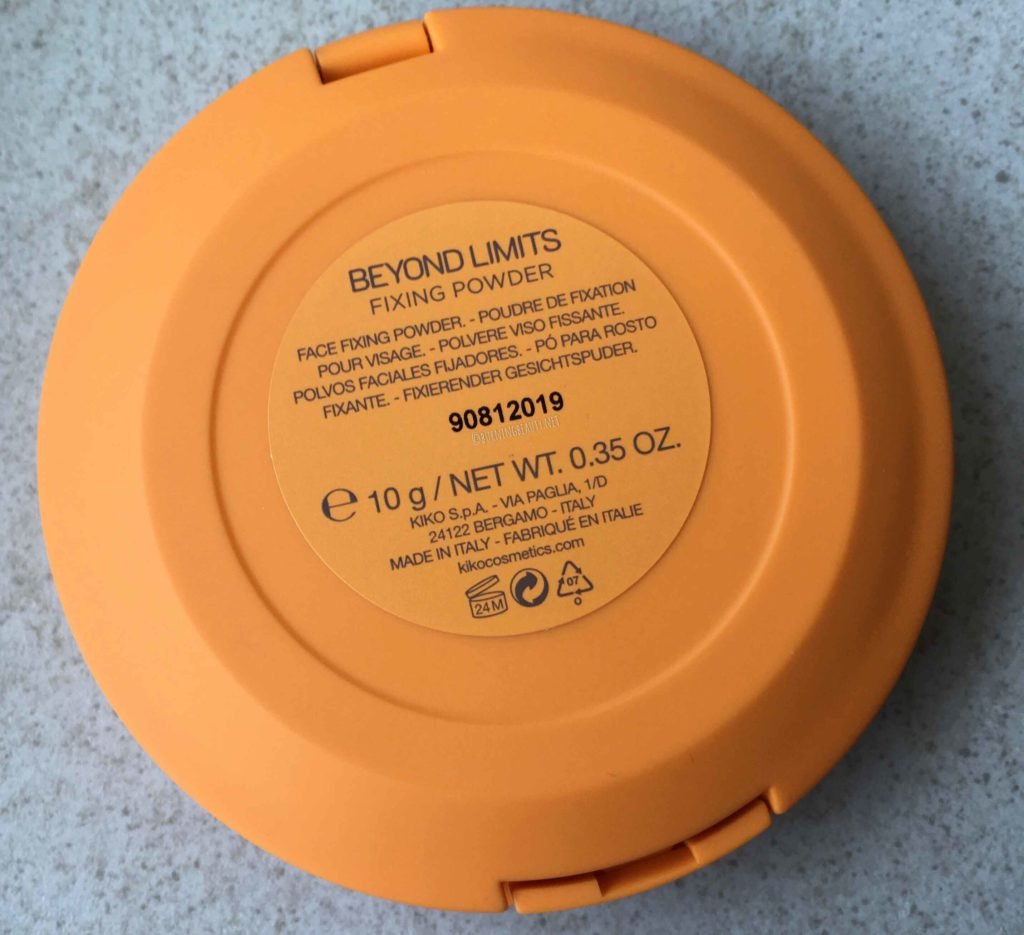 BEYOND LIMITS
FIXING POWDER
FACE FIXING POWDER. - POUDRE DE FIXATION
POUR VISAGE. - POLVERE VISO FISSANTE.
POLVOS FACIALES FIJADORES. - PÓ PARA ROSTO
FIXANTE. - FIXIERENDER GESICHTSPUDER.
90812019
℮ 10 g / NET WT. 0.35 OZ.
KIKO S.p.A. - VIA PAGLIA, 1/D
24122 BERGAMO - ITALY
MADE IN ITALY - FABRIQUÉ EN ITALIE
kikocosmetics.com
24 M
07
O